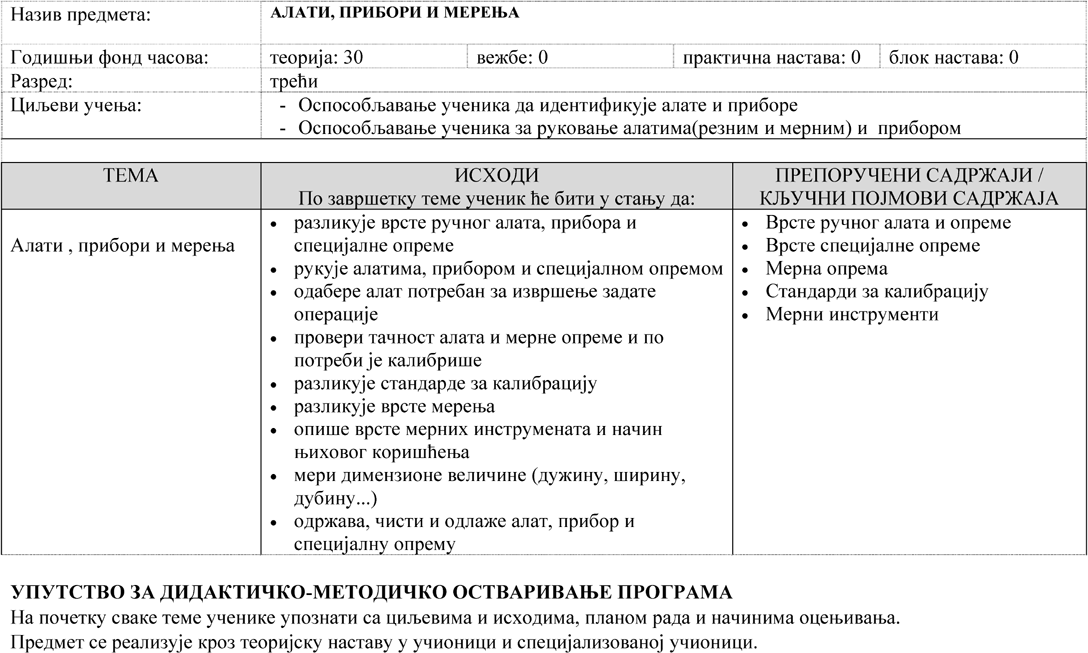 Назив предмета: АЛАТИ, ПРИБОРИ И МЕРЕЊА
Годишњи фонд часова: теорија: 30 вежбе: 0 практична настава: 0 блок настава: 0
Разред: трећи
Циљеви учења: - Оспособљавање ученика да идентификује алате и приборе
- Оспособљавање ученика за руковање алатима(резним и мерним) и прибором
ТЕМА
ИСХОДИ
По завршетку теме ученик ће бити у стању да:
ПРЕПОРУЧЕНИ САДРЖАЈИ /
КЉУЧНИ ПОЈМОВИ САДРЖАЈА
Алати , прибори и мерења
• разликује врсте ручног алата, прибора и
специјалне опреме
• рукује алатима, прибором и специјалном опремом
• одабере алат потребан за извршење задате
операције
• провери тачност алата и мерне опреме и по
потреби је калибрише
• разликује стандарде за калибрацију
• разликује врсте мерења
• опише врсте мерних инструмената и начин
њиховог коришћења
• мери димензионе величине (дужину, ширину,
дубину...)
• одржава, чисти и одлаже алат, прибор и
специјалну опрему
• Врсте ручног алата и опреме
• Врсте специјалне опреме
• Мерна опрема
• Стандарди за калибрацију
• Мерни инструменти
УПУТСТВО ЗА ДИДАКТИЧКО-МЕТОДИЧКО ОСТВАРИВАЊЕ ПРОГРАМА
На почетку сваке теме ученике упознати са циљевима и исходима, планом рада и начинима оцењивања.
Предмет се реализује кроз теоријску наставу у учионици и специјализованој учионици.